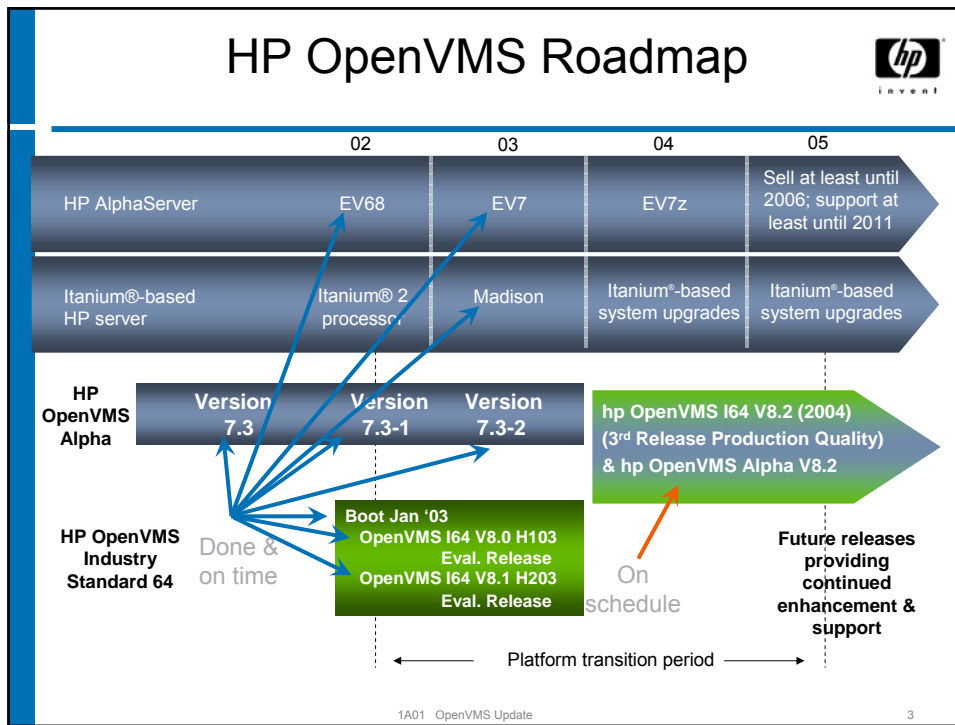 HP OpenVMS Roadmap
hp
invent
02
03
04
05
HP AlphaServer
EV68
EV7
EV7z
Sell at least until
2006; support at
least until 2011
Itanium®-based
HP server
Itanium® 2
processor
Madison
Itanium®-based
system upgrades
Itanium®-based
system upgrades
HP
OpenVMS
Alpha
Version
7.3
Version
7.3-1
Version
7.3-2
hp OpenVMS I64 V8.2 (2004)
(3rd Release Production Quality)
& hp OpenVMS Alpha V8.2
HP OpenVMS
Industry
Standard 64
Done &
on time
Boot Jan ‘03
OpenVMS I64 V8.0 H103
Eval. Release
OpenVMS I64 V8.1 H203
Eval. Release
On
schedule
Future releases
providing
continued
enhancement &
support
Platform transition period
1A01 OpenVMS Update
3